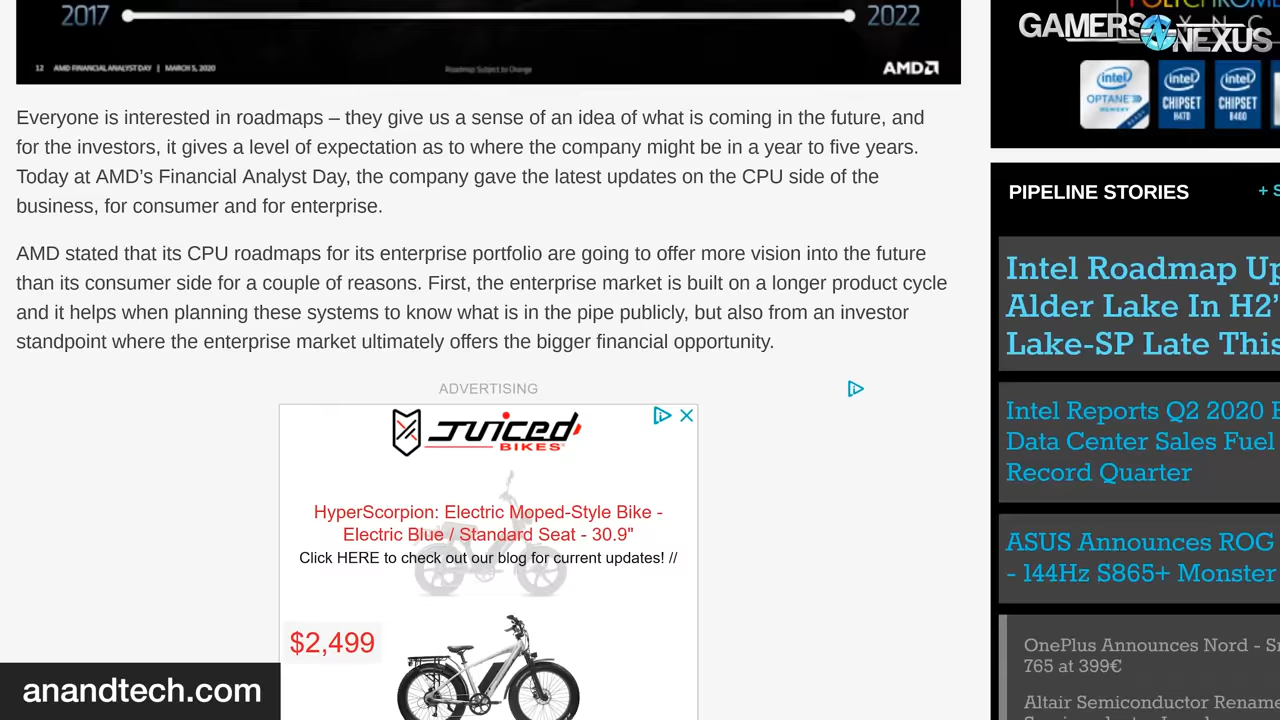 2017
2022
12 AMD FINANCIAL ANALYST DAY | MARCH 5, 2020
Roadmap Subject to Change
AMD
Everyone is interested in roadmaps – they give us a sense of an idea of what is coming in the future, and
for the investors, it gives a level of expectation as to where the company might be in a year to five years.
Today at AMD’s Financial Analyst Day, the company gave the latest updates on the CPU side of the
business, for consumer and for enterprise.
AMD stated that its CPU roadmaps for its enterprise portfolio are going to offer more vision into the future
than its consumer side for a couple of reasons. First, the enterprise market is built on a longer product cycle
and it helps when planning these systems to know what is in the pipe publicly, but also from an investor
standpoint where the enterprise market ultimately offers the bigger financial opportunity.
ADVERTISING
JUICED
BIKES
HyperScorpion: Electric Moped-Style Bike -
Electric Blue / Standard Seat - 30.9"
Click HERE to check out our blog for current updates! //
$2,499
anandtech.com
POLYCHROME
SYNC
GAMERS NEXUS
intel OPTANE MEMORY
intel CHIPSET H470
intel CHIPSET B460
PIPELINE STORIES
+ S
Intel Roadmap Up
Alder Lake In H2'
Lake-SP Late This
Intel Reports Q2 2020 E
Data Center Sales Fuel
Record Quarter
ASUS Announces ROG
- 144Hz S865+ Monster
OnePlus Announces Nord - Sn
765 at 399€
Altair Semiconductor Rename